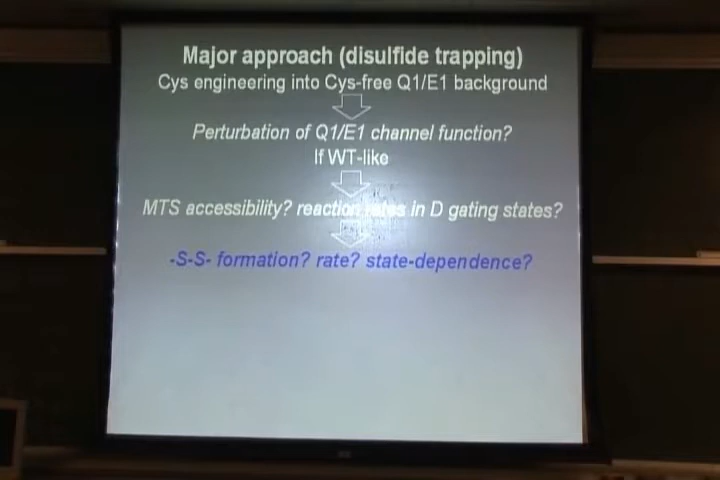 Major approach (disulfide trapping)
Cys engineering into Cys-free Q1/E1 background
Perturbation of Q1/E1 channel function?
If WT-like
MTS accessibility? reaction rates in D gating states?
-S-S- formation? rate? state-dependence?